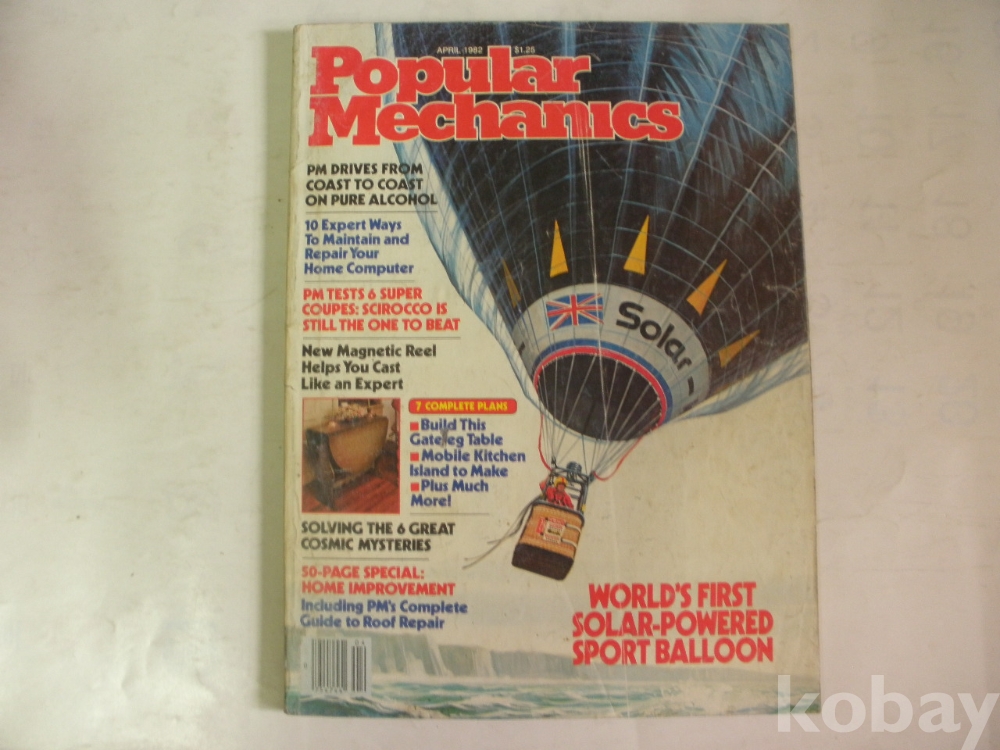 APRIL 1982 $1.25
Popular
Mechanics
PM DRIVES FROM
COAST TO COAST
ON PURE ALCOHOL
10 Expert Ways
To Maintain and
Repair Your
Home Computer
PM TESTS 6 SUPER
COUPES: SCIROCCO IS
STILL THE ONE TO BEAT
New Magnetic Reel
Helps You Cast
Like an Expert
7 COMPLETE PLANS
Build This
Gateleg Table
Mobile Kitchen
Island to Make
Plus Much
More!
SOLVING THE 6 GREAT
COSMIC MYSTERIES
50-PAGE SPECIAL:
HOME IMPROVEMENT
Including PM's Complete
Guide to Roof Repair
Solar
WORLD'S FIRST
SOLAR-POWERED
SPORT BALLOON
kobay